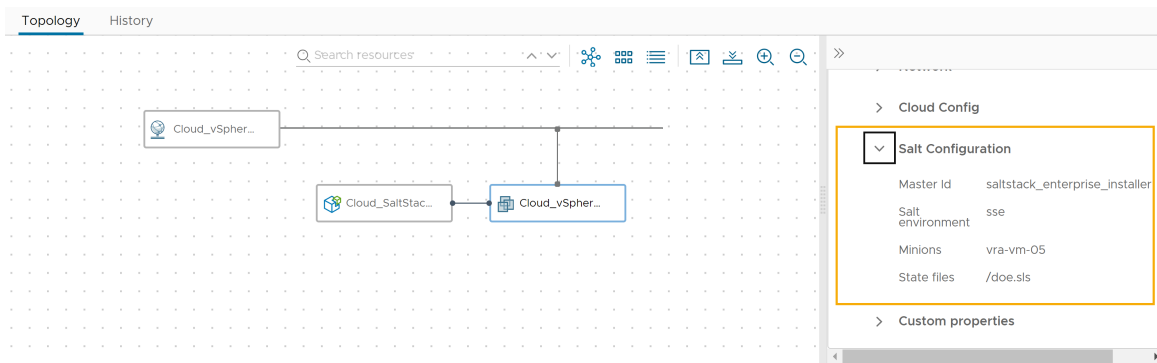 Topology History
Search resources
Cloud Config
Cloud_vSpher...
Salt Configuration
Master Id saltstack_enterprise_installer
Cloud_SaltStac... Cloud_vSpher...
Salt environment sse
Minions vra-vm-05
State files /doe.sls
Custom properties